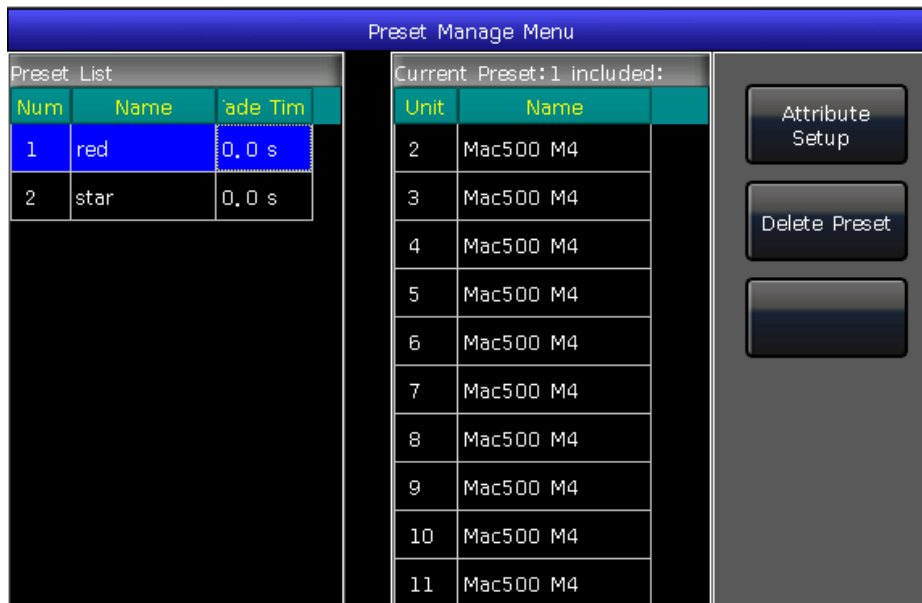 Preset Manage Menu
Preset List
Num Name ade Tim
1 red 0.0 s
2 star 0.0 s
Current Preset:1 included:
Unit Name
2 Mac500 M4
3 Mac500 M4
4 Mac500 M4
5 Mac500 M4
6 Mac500 M4
7 Mac500 M4
8 Mac500 M4
9 Mac500 M4
10 Mac500 M4
11 Mac500 M4
Attribute
Setup
Delete Preset